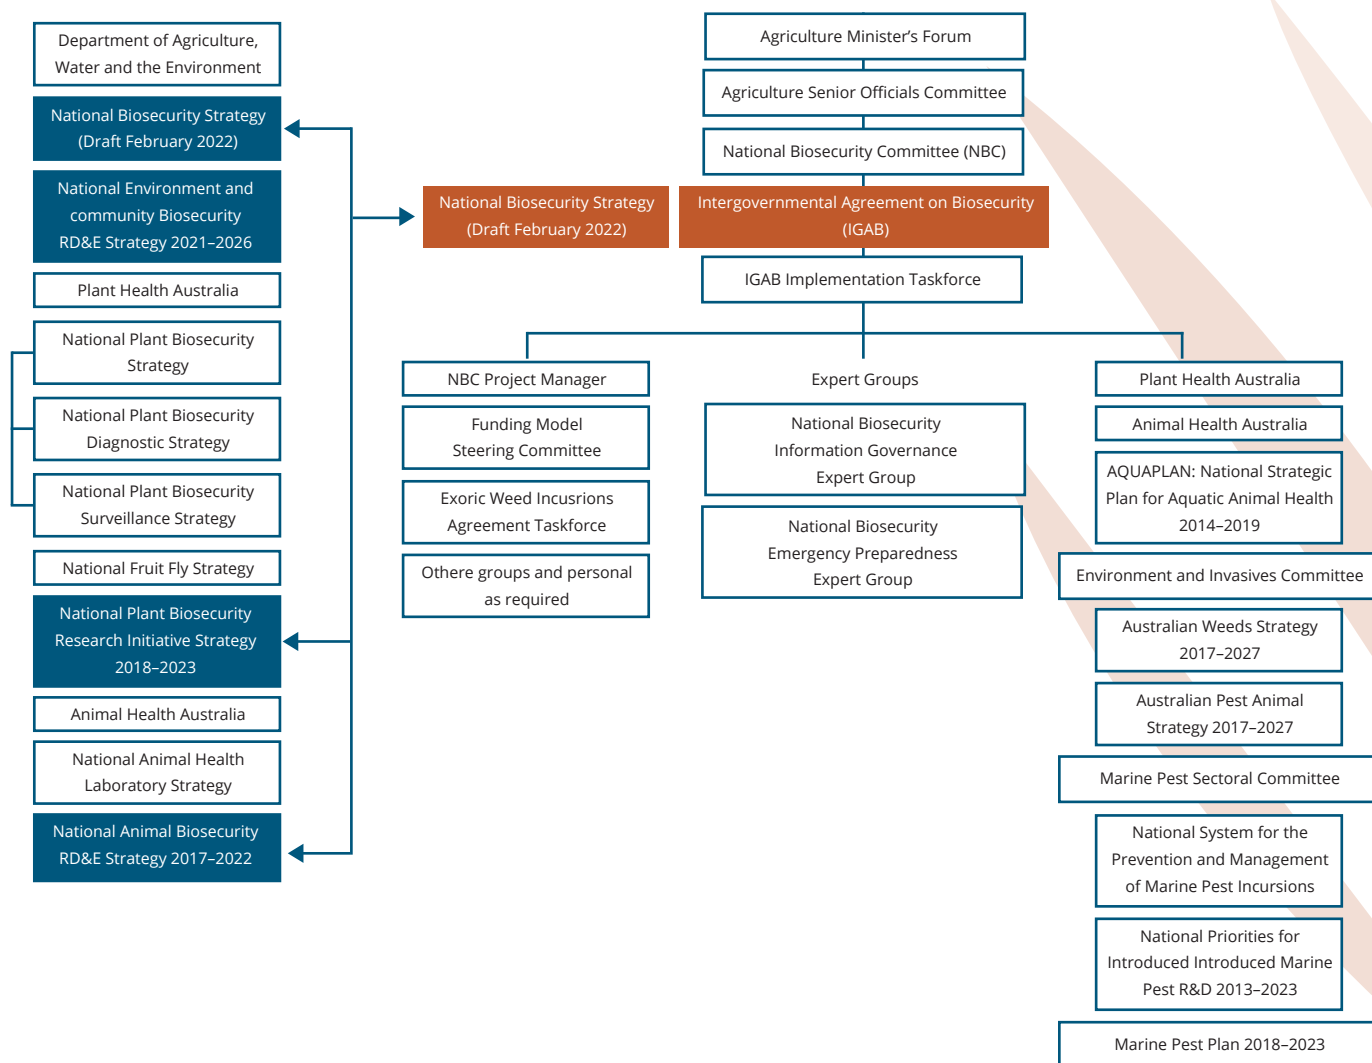 Department of Agriculture,
Water and the Environment
National Biosecurity Strategy
(Draft February 2022)
National Environment and
community Biosecurity
RD&E Strategy 2021–2026
Plant Health Australia
National Plant Biosecurity
Strategy
National Plant Biosecurity
Diagnostic Strategy
National Plant Biosecurity
Surveillance Strategy
National Fruit Fly Strategy
National Plant Biosecurity
Research Initiative Strategy
2018–2023
Animal Health Australia
National Animal Health
Laboratory Strategy
National Animal Biosecurity
RD&E Strategy 2017–2022
Agriculture Minister’s Forum
Agriculture Senior Officials Committee
National Biosecurity Committee (NBC)
National Biosecurity Strategy
(Draft February 2022)
Intergovernmental Agreement on Biosecurity
(IGAB)
IGAB Implementation Taskforce
NBC Project Manager
Funding Model
Steering Committee
Exoric Weed Incusrions
Agreement Taskforce
Othere groups and personal
as required
Expert Groups
National Biosecurity
Information Governance
Expert Group
National Biosecurity
Emergency Preparedness
Expert Group
Plant Health Australia
Animal Health Australia
AQUAPLAN: National Strategic
Plan for Aquatic Animal Health
2014–2019
Environment and Invasives Committee
Australian Weeds Strategy
2017–2027
Australian Pest Animal
Strategy 2017–2027
Marine Pest Sectoral Committee
National System for the
Prevention and Management
of Marine Pest Incursions
National Priorities for
Introduced Introduced Marine
Pest R&D 2013–2023
Marine Pest Plan 2018–2023